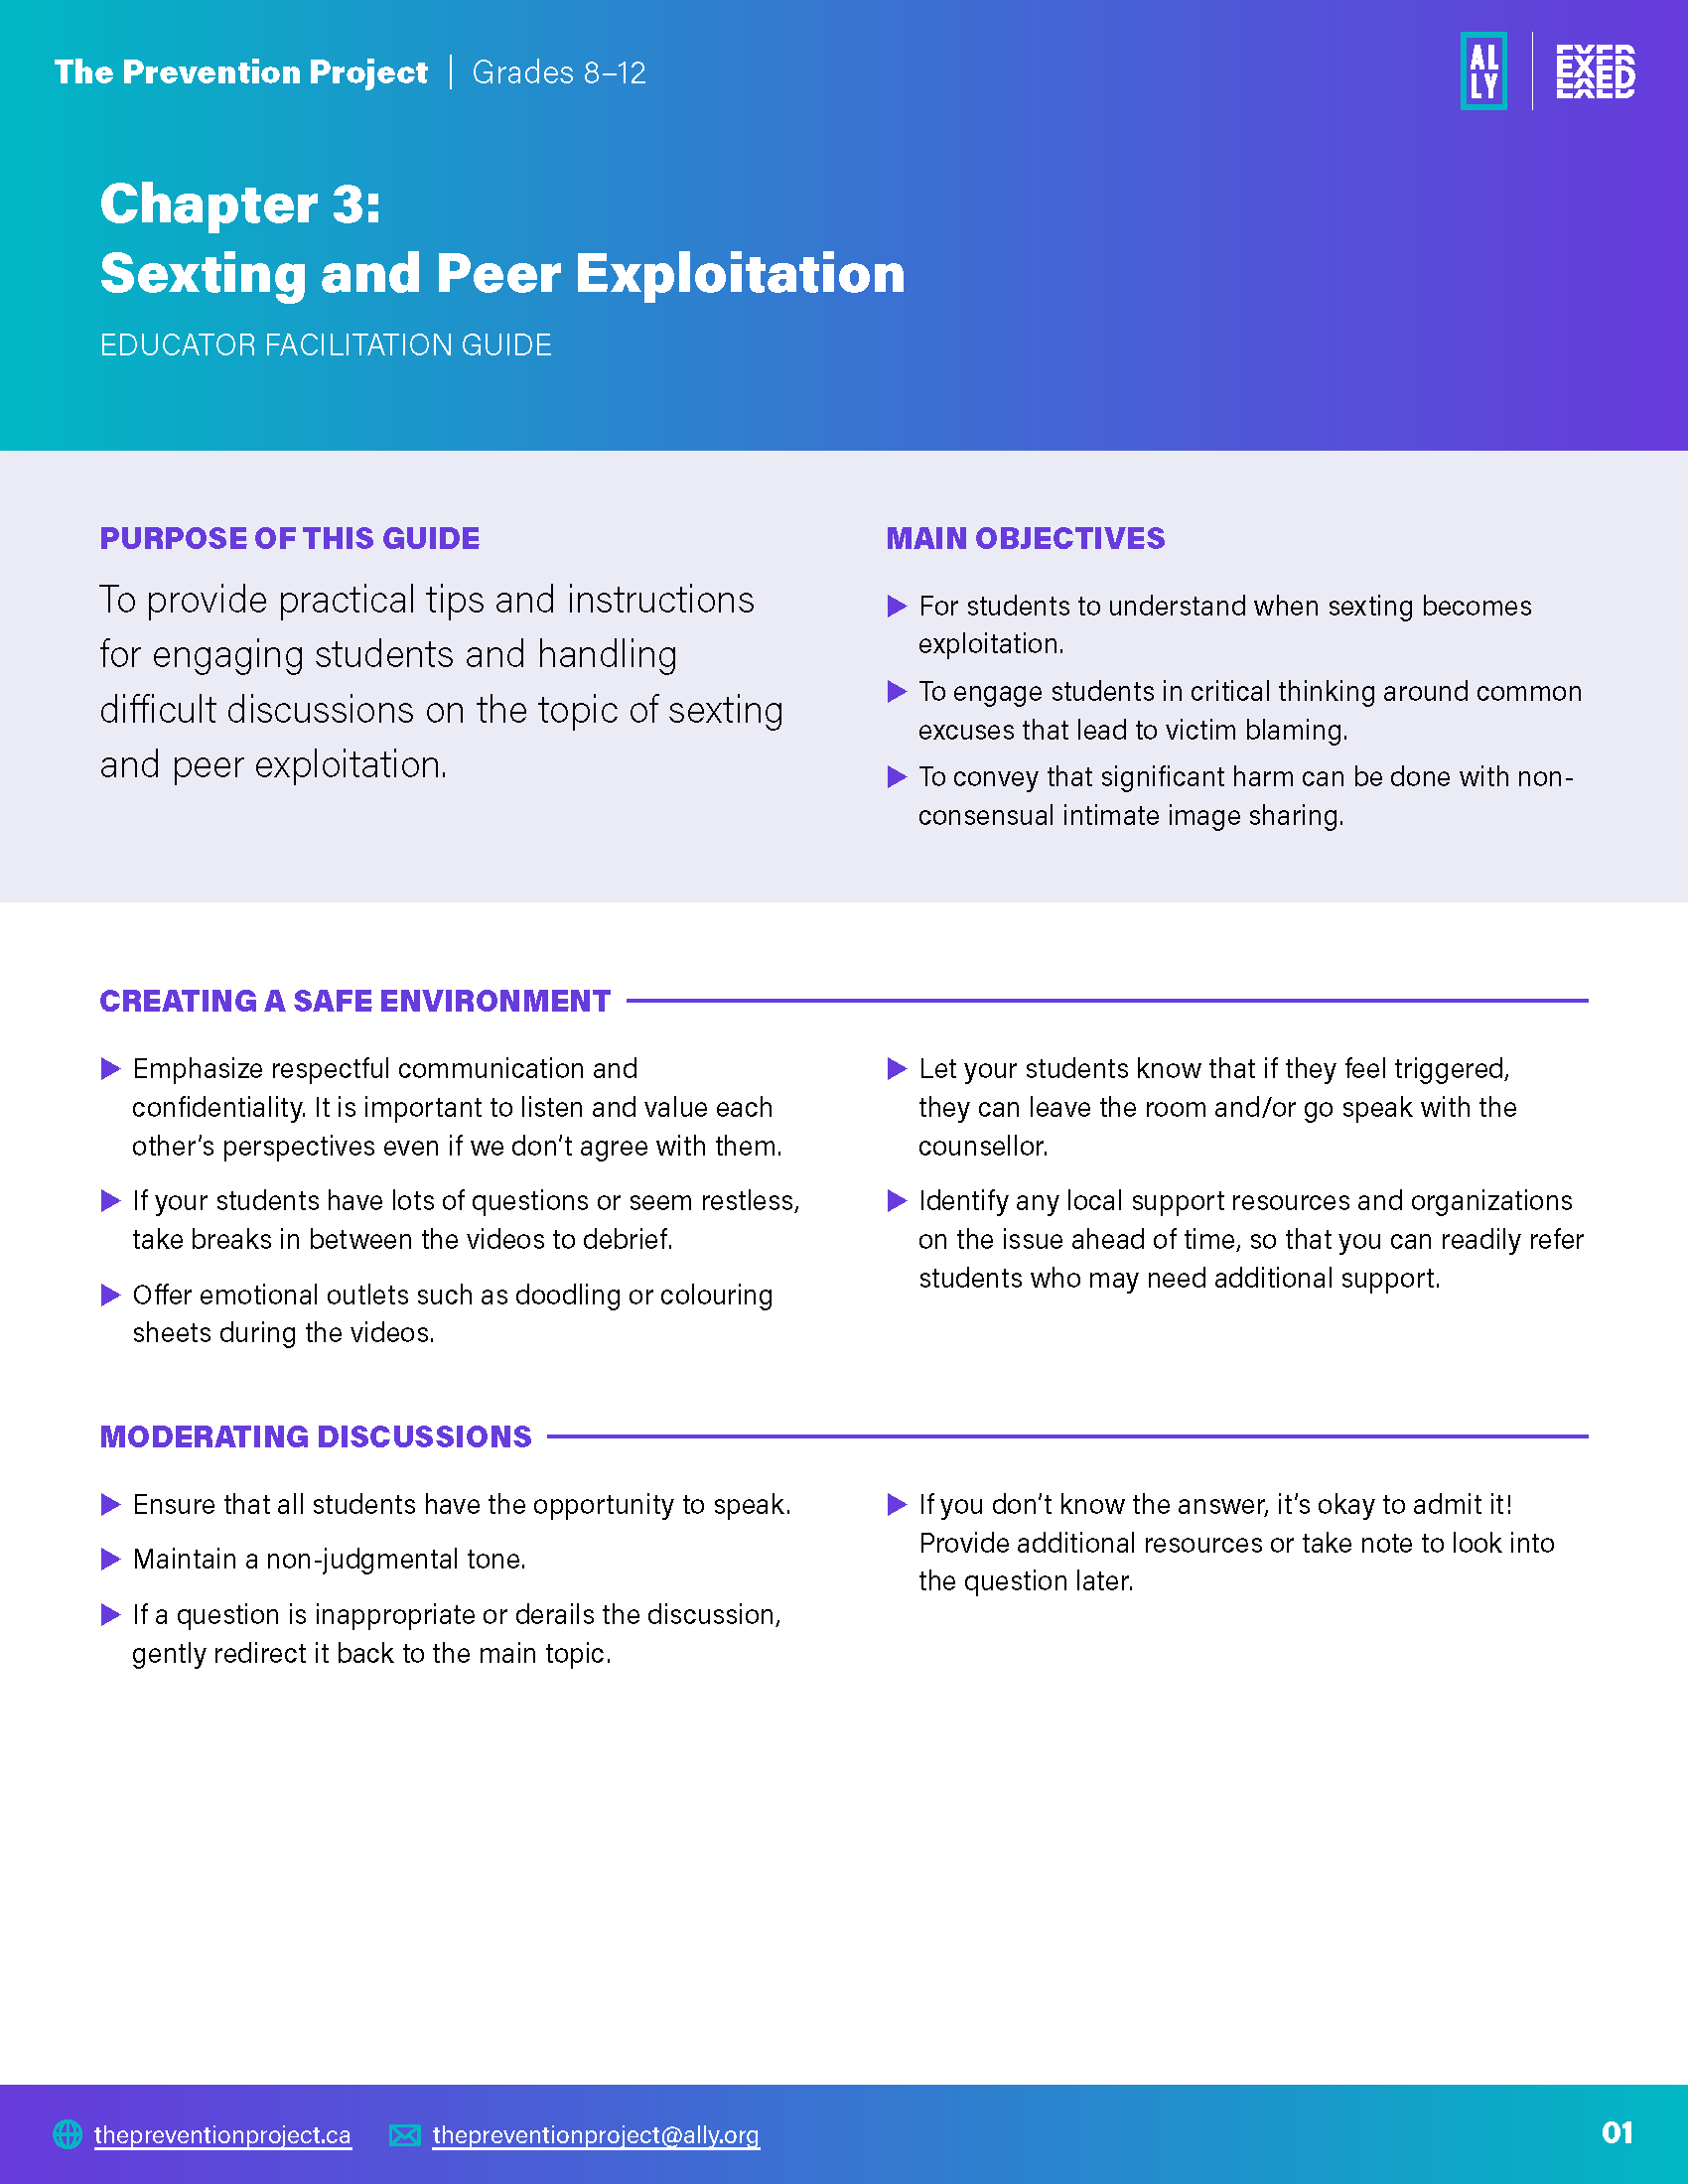 The Prevention Project | Grades 8–12
AL
LY
EXED
Chapter 3:
Sexting and Peer Exploitation
EDUCATOR FACILITATION GUIDE
PURPOSE OF THIS GUIDE
To provide practical tips and instructions
for engaging students and handling
difficult discussions on the topic of sexting
and peer exploitation.
MAIN OBJECTIVES
▶ For students to understand when sexting becomes
exploitation.
▶ To engage students in critical thinking around common
excuses that lead to victim blaming.
▶ To convey that significant harm can be done with non-
consensual intimate image sharing.
CREATING A SAFE ENVIRONMENT
▶ Emphasize respectful communication and
confidentiality. It is important to listen and value each
other’s perspectives even if we don’t agree with them.
▶ If your students have lots of questions or seem restless,
take breaks in between the videos to debrief.
▶ Offer emotional outlets such as doodling or colouring
sheets during the videos.
▶ Let your students know that if they feel triggered,
they can leave the room and/or go speak with the
counsellor.
▶ Identify any local support resources and organizations
on the issue ahead of time, so that you can readily refer
students who may need additional support.
MODERATING DISCUSSIONS
▶ Ensure that all students have the opportunity to speak.
▶ Maintain a non-judgmental tone.
▶ If a question is inappropriate or derails the discussion,
gently redirect it back to the main topic.
▶ If you don’t know the answer, it’s okay to admit it!
Provide additional resources or take note to look into
the question later.
thepreventionproject.ca
thepreventionproject@ally.org
01